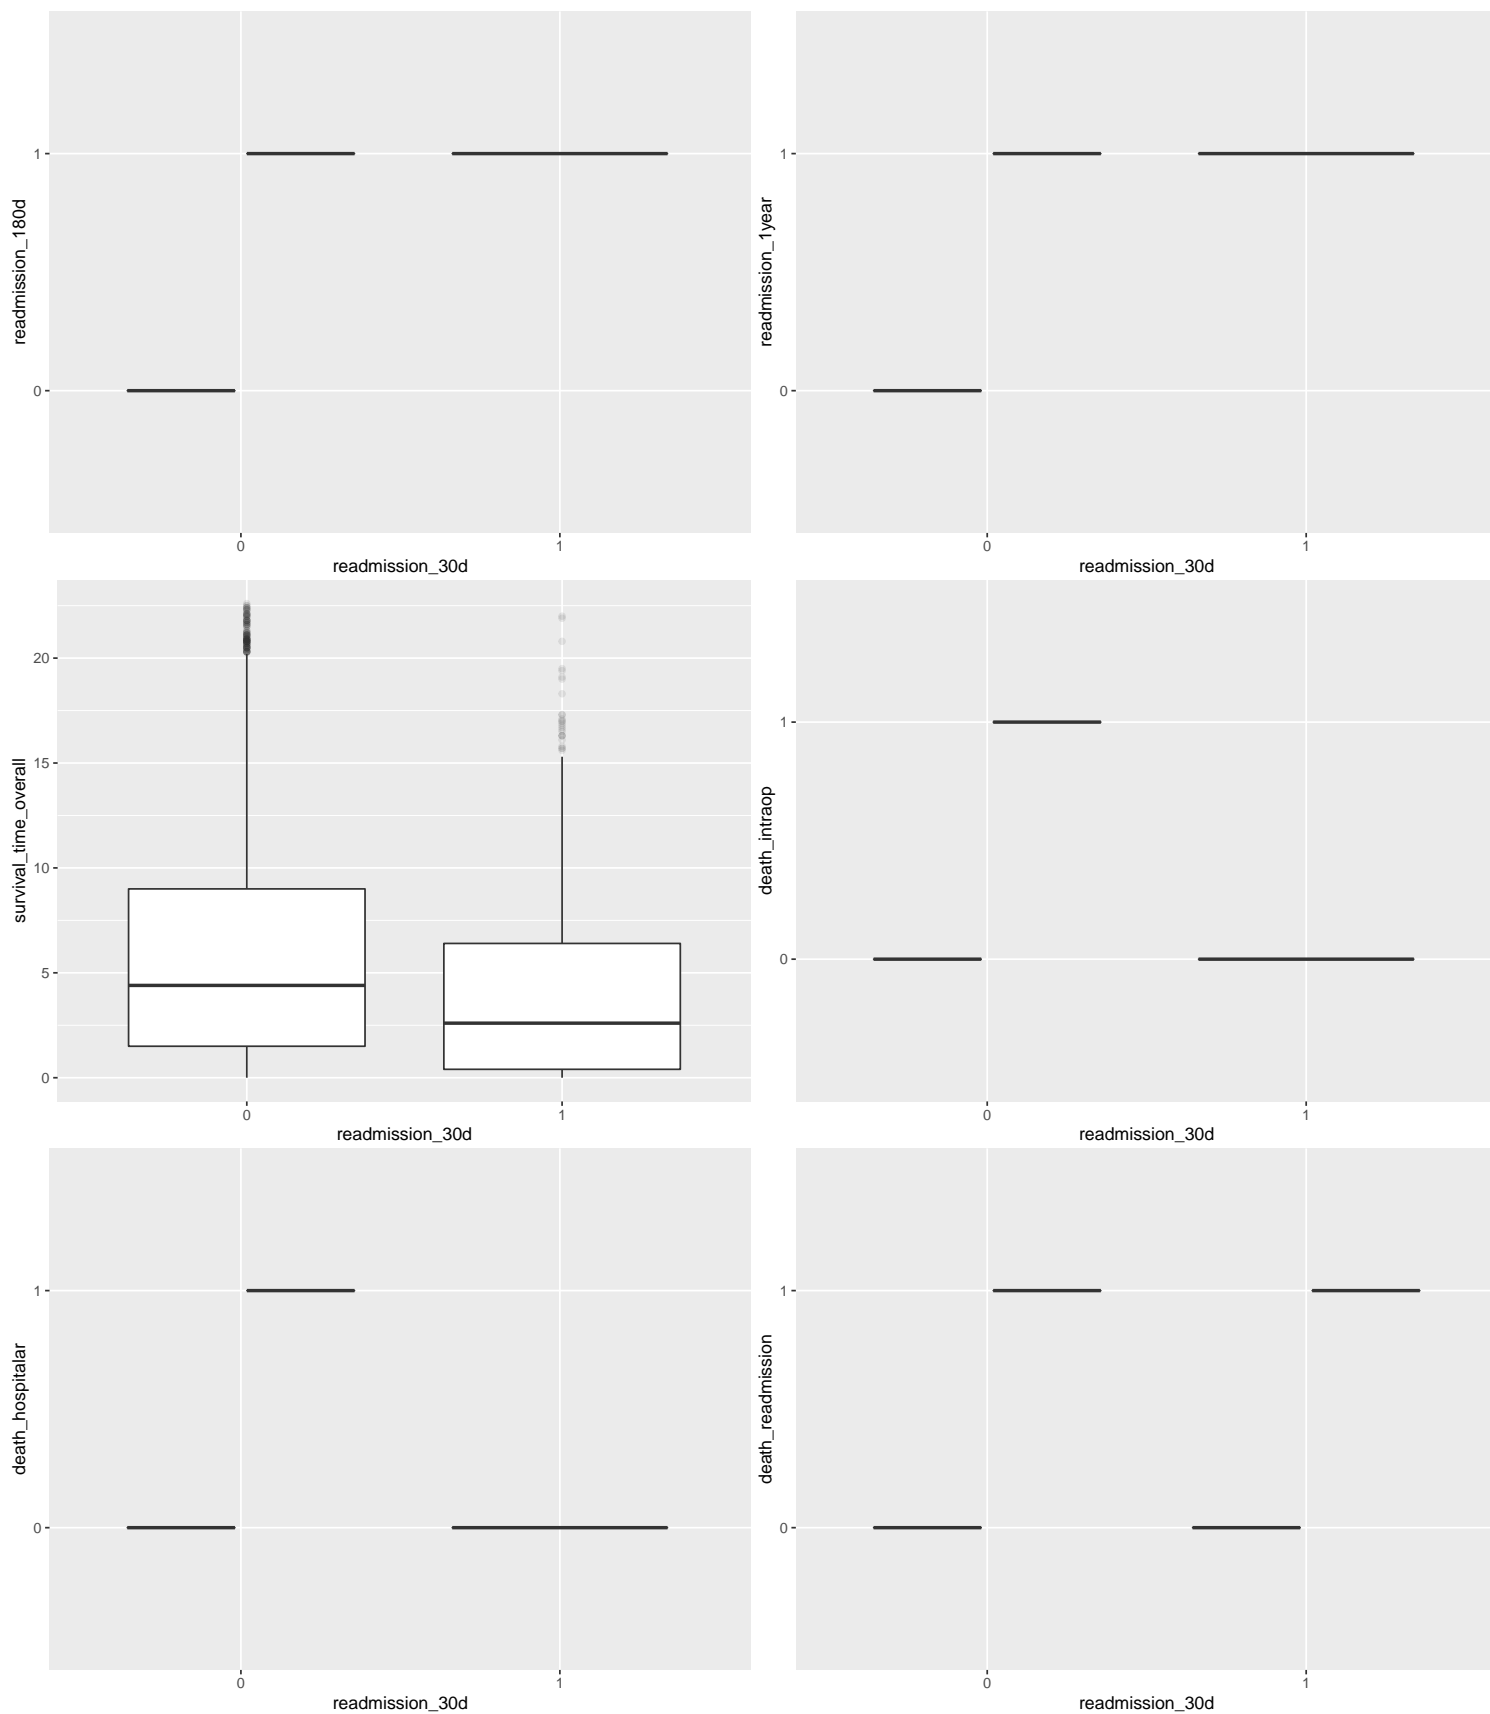 readmission_180d
1
0
0 1
readmission_30d
readmission_1year
1
0
0 1
readmission_30d
survival_time_overall
20
15
10
5
0
0 1
readmission_30d
death_intraop
1
0
0 1
readmission_30d
death_hospitalar
1
0
0 1
readmission_30d
death_readmission
1
0
0 1
readmission_30d